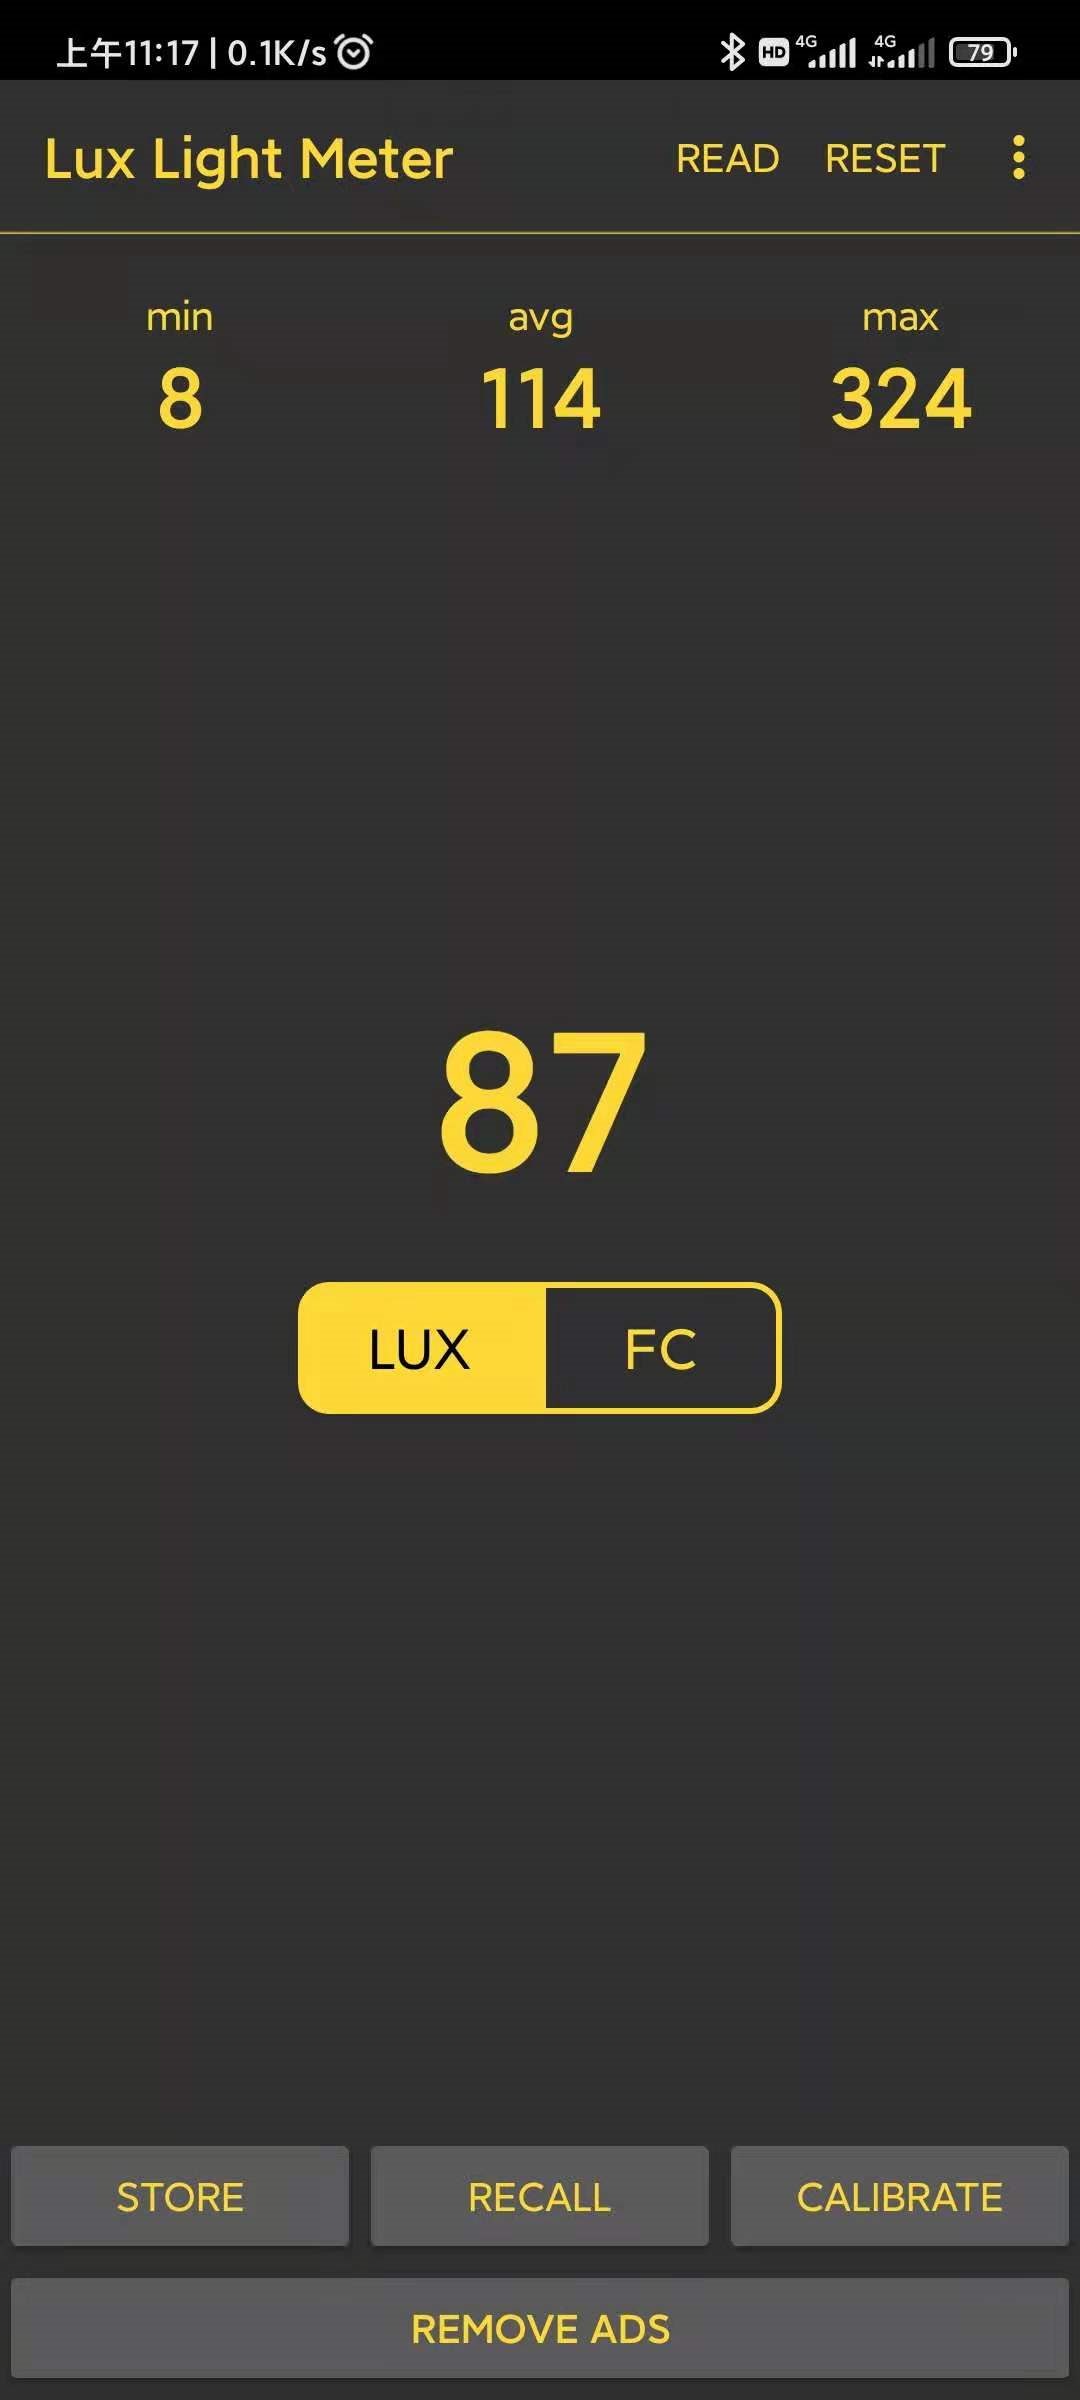 上午11:17 | 0.1K/s
HD 4G 4G 79
Lux Light Meter READ RESET
min avg max
8 114 324
87
LUX FC
STORE RECALL CALIBRATE
REMOVE ADS